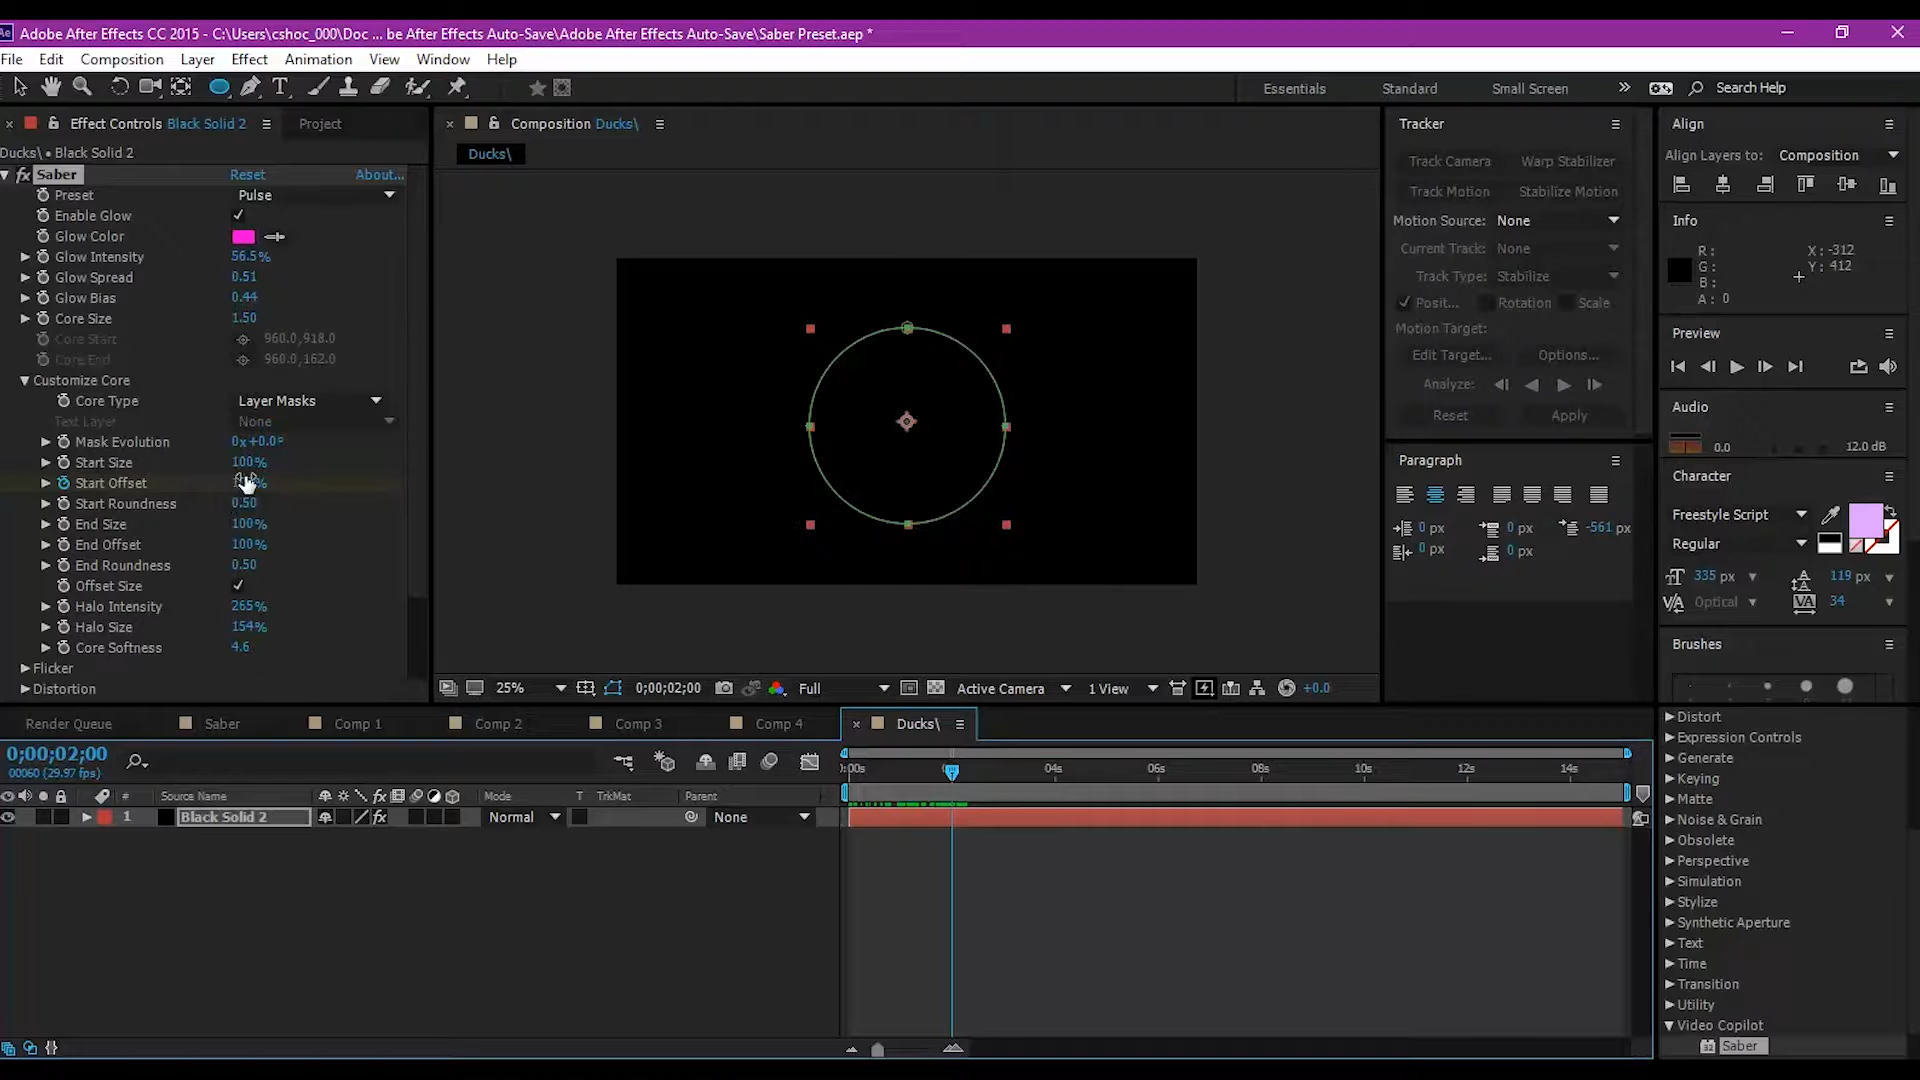 Adobe After Effects CC 2015 - C:\Users\cshoc_000\Doc ... be After Effects Auto-Save\Adobe After Effects Auto-Save\Saber Preset.aep *
File Edit Composition Layer Effect Animation View Window Help
Essentials Standard Small Screen Search Help
Effect Controls Black Solid 2 Project
Composition Ducks\
Tracker
Align
Ducks\ • Black Solid 2
Ducks\
Align Layers to: Composition
fx Saber Reset About...
Track Camera Warp Stabilizer
Preset Pulse
Track Motion Stabilize Motion
Enable Glow
Motion Source: None
Info
Glow Color
Current Track: None
R: X: -312
G: Y: 412
B:
A: 0
Glow Intensity 56.5%
Glow Spread 0.51
Track Type: Stabilize
Glow Bias 0.44
Posit... Rotation Scale
Core Size 1.50
Motion Target:
Preview
Core Start 960.0,918.0
Core End 960.0,162.0
Edit Target... Options...
Customize Core
Analyze:
Core Type Layer Masks
Reset Apply
Audio
Text Layer None
Mask Evolution 0x+0.0°
0.0 12.0 dB
Start Size 100%
Paragraph
Character
Start Offset
Start Roundness 0.50
Freestyle Script
End Size 100%
0 px 0 px -561 px
End Offset 100%
Regular
0 px 0 px
End Roundness 0.50
335 px 119 px
Offset Size
Optical 34
Halo Intensity 265%
Halo Size 154%
Core Softness 4.6
Brushes
Flicker
Distortion
25% 0;00;02;00 Full Active Camera 1 View +0.0
Render Queue Saber Comp 1 Comp 2 Comp 3 Comp 4 Ducks\
0;00;02;00
00060 (29.97 fps)
:00s 04s 06s 08s 10s 12s 14s
# Source Name fx Mode T TrkMat Parent
1 Black Solid 2 fx Normal None
Distort
Expression Controls
Generate
Keying
Matte
Noise & Grain
Obsolete
Perspective
Simulation
Stylize
Synthetic Aperture
Text
Time
Transition
Utility
Video Copilot
Saber